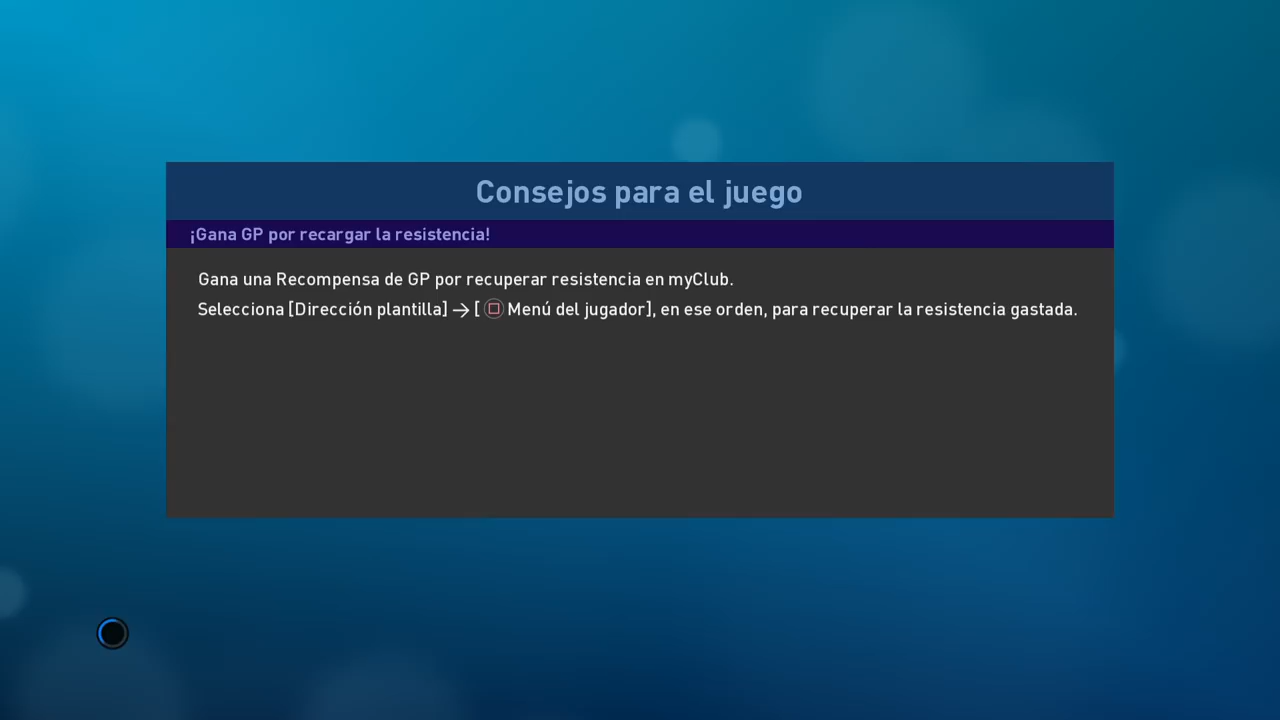 Consejos para el juego
¡Gana GP por recargar la resistencia!
Gana una Recompensa de GP por recuperar resistencia en myClub.
Selecciona [Dirección plantilla] → [ Menú del jugador], en ese orden, para recuperar la resistencia gastada.